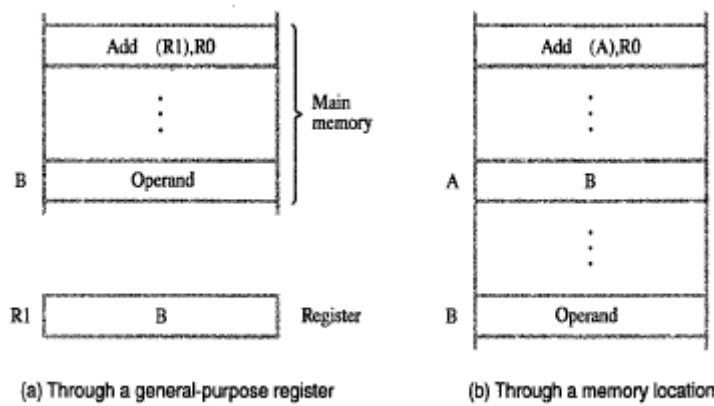 Add (R1),R0
Main
memory
B Operand
R1 B Register
(a) Through a general-purpose register
Add (A),R0
A B
B Operand
(b) Through a memory location